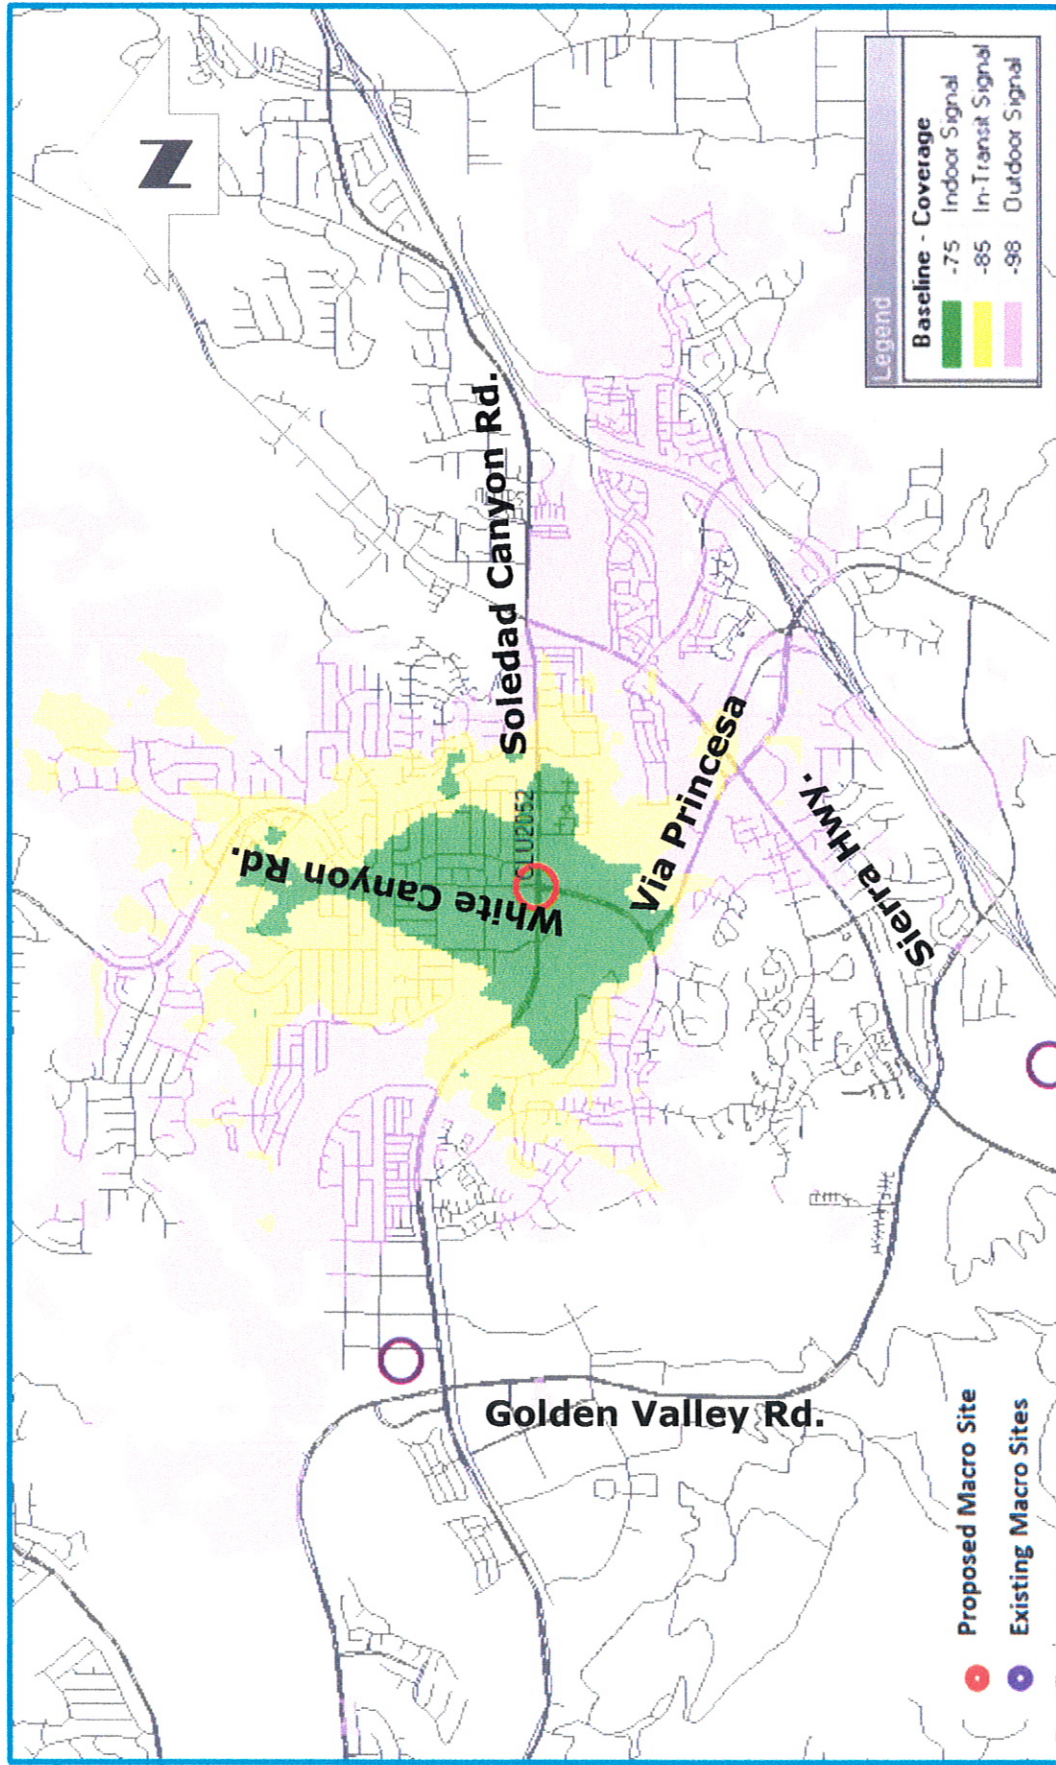 N
White Canyon Rd.
Soledad Canyon Rd.
CLU2052
Via Princesa
Sierra Hwy.
Golden Valley Rd.
Proposed Macro Site
Existing Macro Sites
Legend
Baseline - Coverage
-75 Indoor Signal
-85 In-Transit Signal
-98 Outdoor Signal